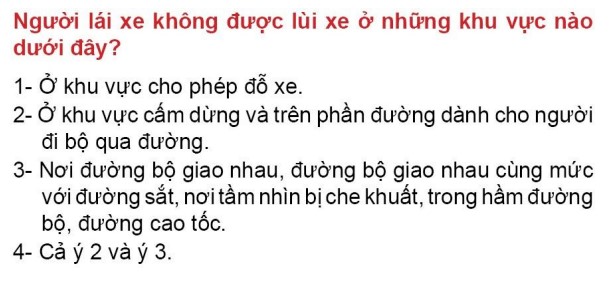 Người lái xe không được lùi xe ở những khu vực nào
dưới đây?
1- Ở khu vực cho phép đỗ xe.
2- Ở khu vực cấm dừng và trên phần đường dành cho người
đi bộ qua đường.
3- Nơi đường bộ giao nhau, đường bộ giao nhau cùng mức
với đường sắt, nơi tầm nhìn bị che khuất, trong hầm đường
bộ, đường cao tốc.
4- Cả ý 2 và ý 3.